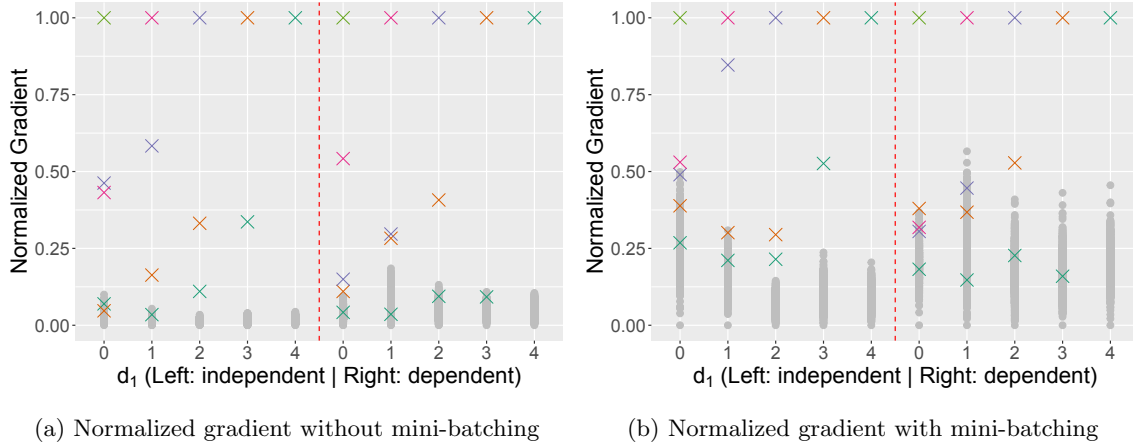 1.00
0.75
0.50
0.25
0.00
Normalized Gradient
0 1 2 3 4 0 1 2 3 4
d₁ (Left: independent | Right: dependent)
(a) Normalized gradient without mini-batching
1.00
0.75
0.50
0.25
0.00
Normalized Gradient
0 1 2 3 4 0 1 2 3 4
d₁ (Left: independent | Right: dependent)
(b) Normalized gradient with mini-batching